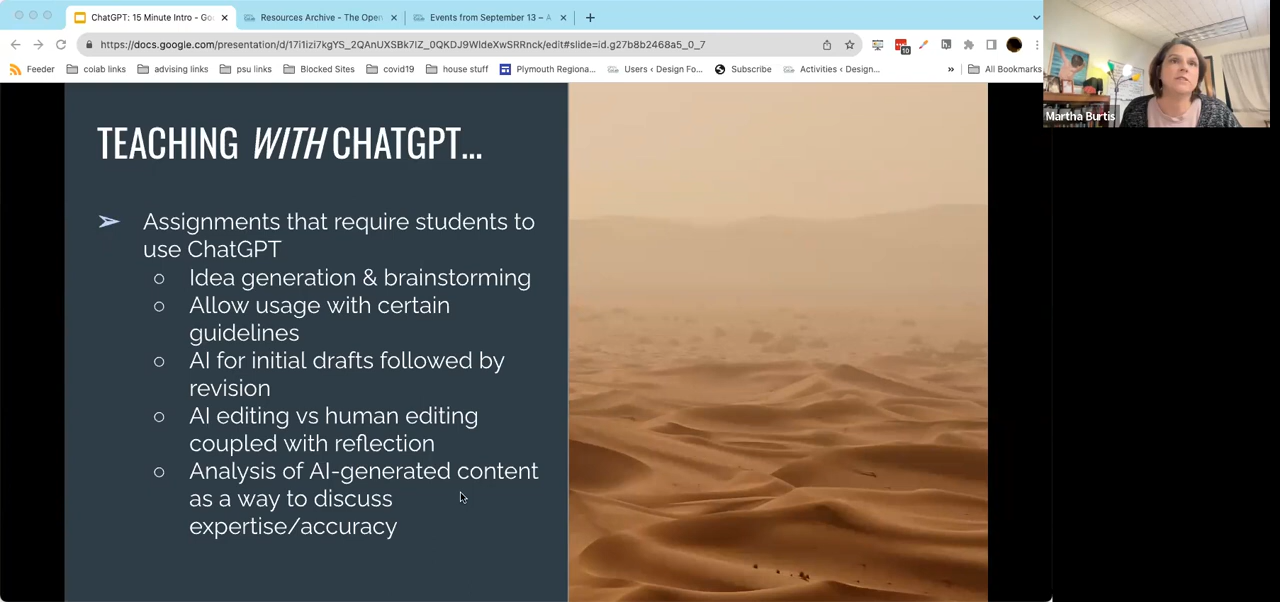 ChatGPT: 15 Minute Intro - Go
Resources Archive - The Open
Events from September 13 – A
https://docs.google.com/presentation/d/17i1izi7kgYS_2QAnUXSBk7lZ_0QKDJ9WldeXwSRRnck/edit#slide=id.g27b8b2468a5_0_7
10
Feeder
colab links
advising links
psu links
Blocked Sites
covid19
house stuff
Plymouth Regiona...
Users ‹ Design Fo...
Subscribe
Activities ‹ Design...
»
All Bookmarks
Martha Burtis
TEACHING WITH CHATGPT...
➢ Assignments that require students to
use ChatGPT
○ Idea generation & brainstorming
○ Allow usage with certain
guidelines
○ AI for initial drafts followed by
revision
○ AI editing vs human editing
coupled with reflection
○ Analysis of AI-generated content
as a way to discuss
expertise/accuracy